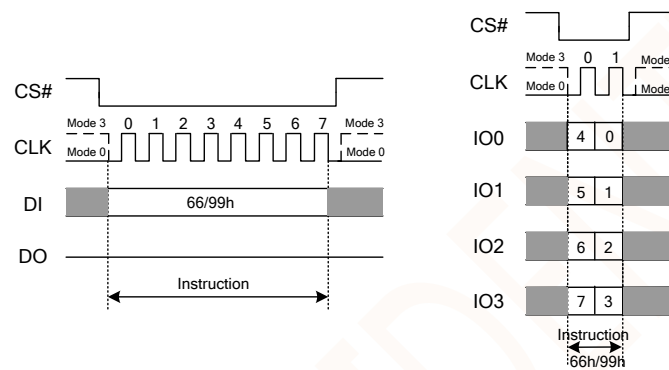 CS#
Mode 3 0 1 2 3 4 5 6 7 Mode 3
CLK
Mode 0 Mode 0
DI 66/99h
DO
Instruction
CS#
Mode 3 0 1 Mode
CLK
Mode 0 Mode
IO0 4 0
IO1 5 1
IO2 6 2
IO3 7 3
Instruction
66h/99h